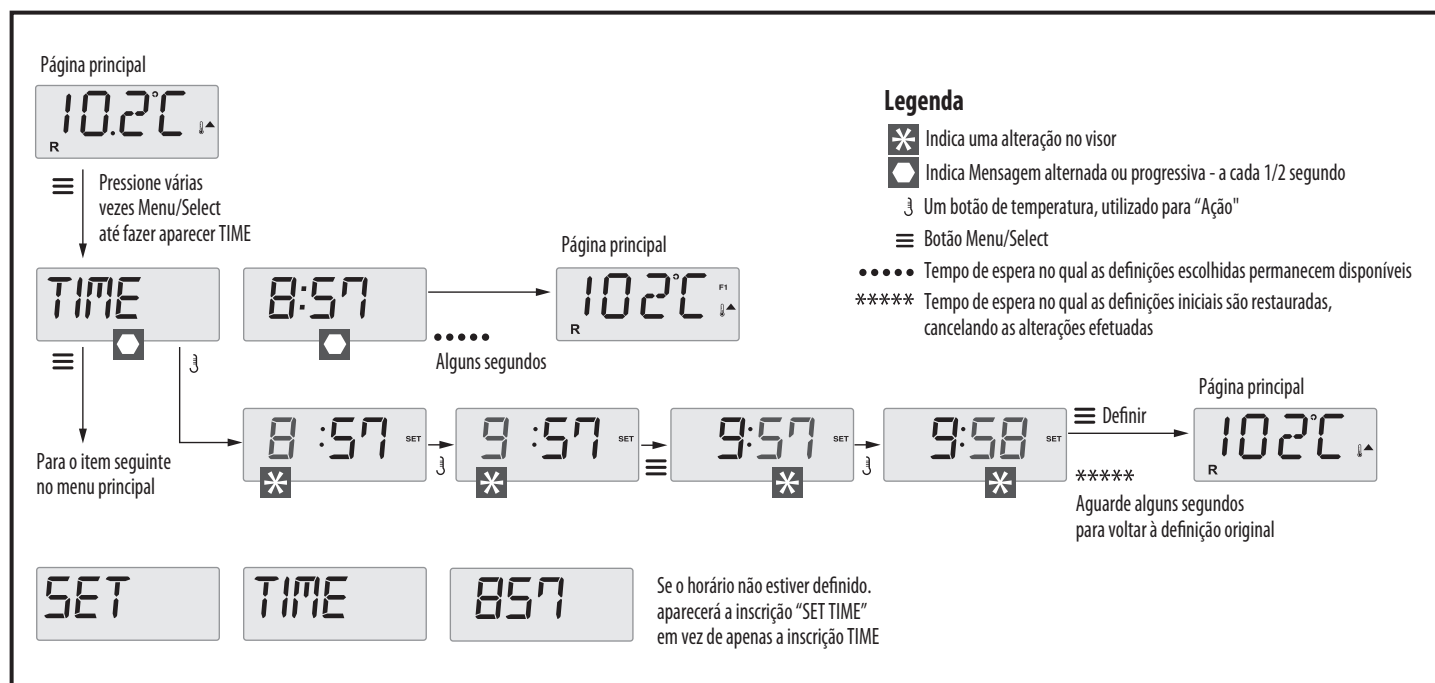 Página principal
10.2°C
R
Pressione várias
vezes Menu/Select
até fazer aparecer TIME
Legenda
Indica uma alteração no visor
Indica Mensagem alternada ou progressiva - a cada 1/2 segundo
Um botão de temperatura, utilizado para “Ação"
Botão Menu/Select
••••• Tempo de espera no qual as definições escolhidas permecem disponíveis
***** Tempo de espera no qual as definições iniciais são restauradas,
cancelando as alterações efetuadas
TIME
8:57
•••••
Alguns segundos
Página principal
102°C
F1
R
Para o item seguinte
no menu principal
8:57 SET
9:57 SET
9:57 SET
9:58 SET
Definir
*****
Aguarde alguns segundos
para voltar à definição original
Página principal
102°C
R
SET
TIME
857
Se o horário não estiver definido.
aparecerá a inscrição “SET TIME”
em vez de apenas a inscrição TIME